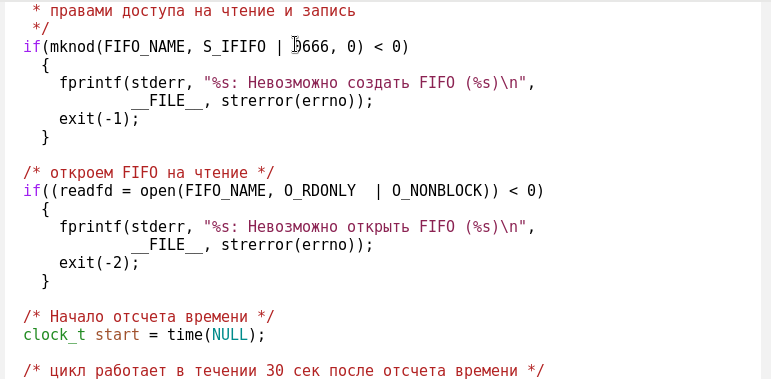 * правами доступа на чтение и запись
*/
if(mknod(FIFO_NAME, S_IFIFO | 0666, 0) < 0)
{
fprintf(stderr, "%s: Невозможно создать FIFO (%s)\n",
__FILE__, strerror(errno));
exit(-1);
}
/* откроем FIFO на чтение */
if((readfd = open(FIFO_NAME, O_RDONLY  | O_NONBLOCK)) < 0)
{
fprintf(stderr, "%s: Невозможно открыть FIFO (%s)\n",
__FILE__, strerror(errno));
exit(-2);
}
/* Начало отсчета времени */
clock_t start = time(NULL);
/* цикл работает в течении 30 сек после отсчета времени */